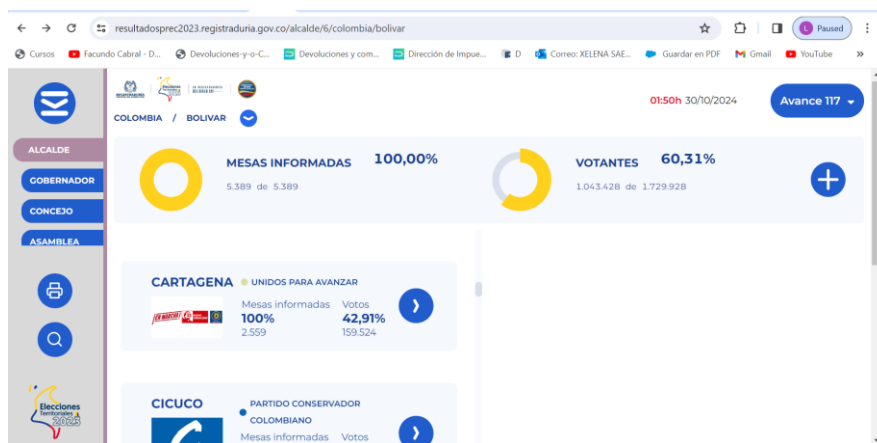 resultadosprec2023.registraduria.gov.co/alcalde/6/colombia/bolivar
L Paused
Cursos Facundo Cabral - D... Devoluciones-y-o-C... Devoluciones y com... Dirección de Impue... D Correo: XELENA SAE... Guardar en PDF Gmail YouTube »
01:50h 30/10/2024 Avance 117
COLOMBIA / BOLIVAR
ALCALDE
GOBERNADOR
CONCEJO
ASAMBLEA
MESAS INFORMADAS 100,00%
5.389 de 5.389
VOTANTES 60,31%
1.043.428 de 1.729.928
CARTAGENA UNIDOS PARA AVANZAR
Mesas informadas Votos
100% 42,91%
2.559 159.524
EN MARCHA
CICUCO PARTIDO CONSERVADOR
COLOMBIANO
Mesas informadas Votos
Elecciones
Territoriales
2023